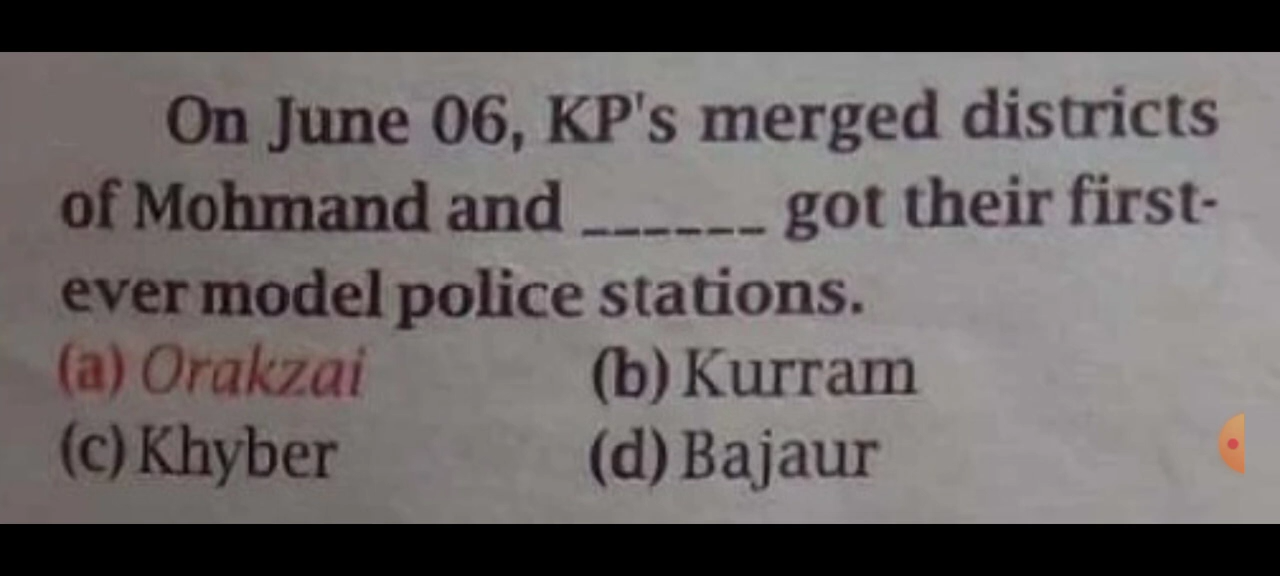 On June 06, KP's merged districts
of Mohmand and ______ got their first-
ever model police stations.
(a) Orakzai (b) Kurram
(c) Khyber (d) Bajaur